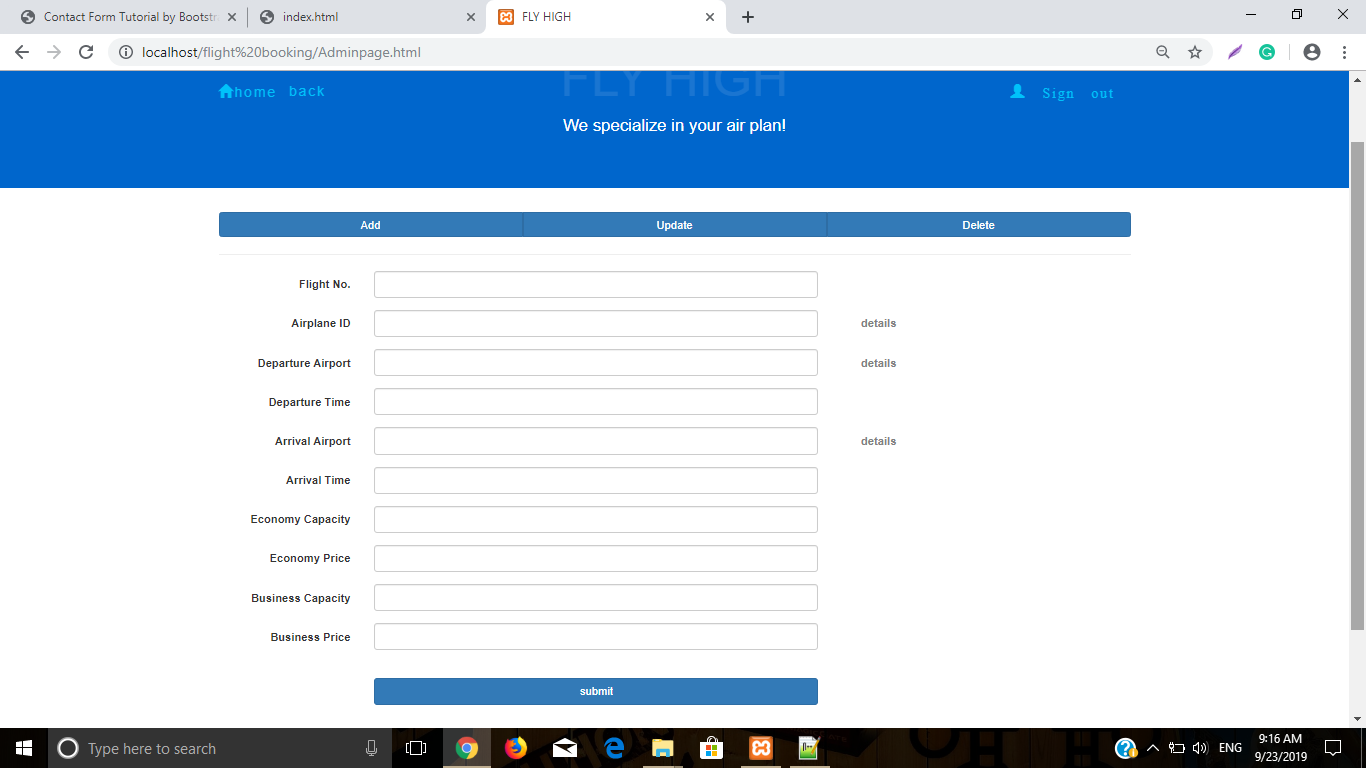 Contact Form Tutorial by Bootstr
index.html
FLY HIGH
localhost/flight%20booking/Adminpage.html
FLY HIGH
home back
Sign out
We specialize in your air plan!
Add Update Delete
Flight No.
Airplane ID details
Departure Airport details
Departure Time
Arrival Airport details
Arrival Time
Economy Capacity
Economy Price
Business Capacity
Business Price
submit
Type here to search
ENG
9:16 AM
9/23/2019